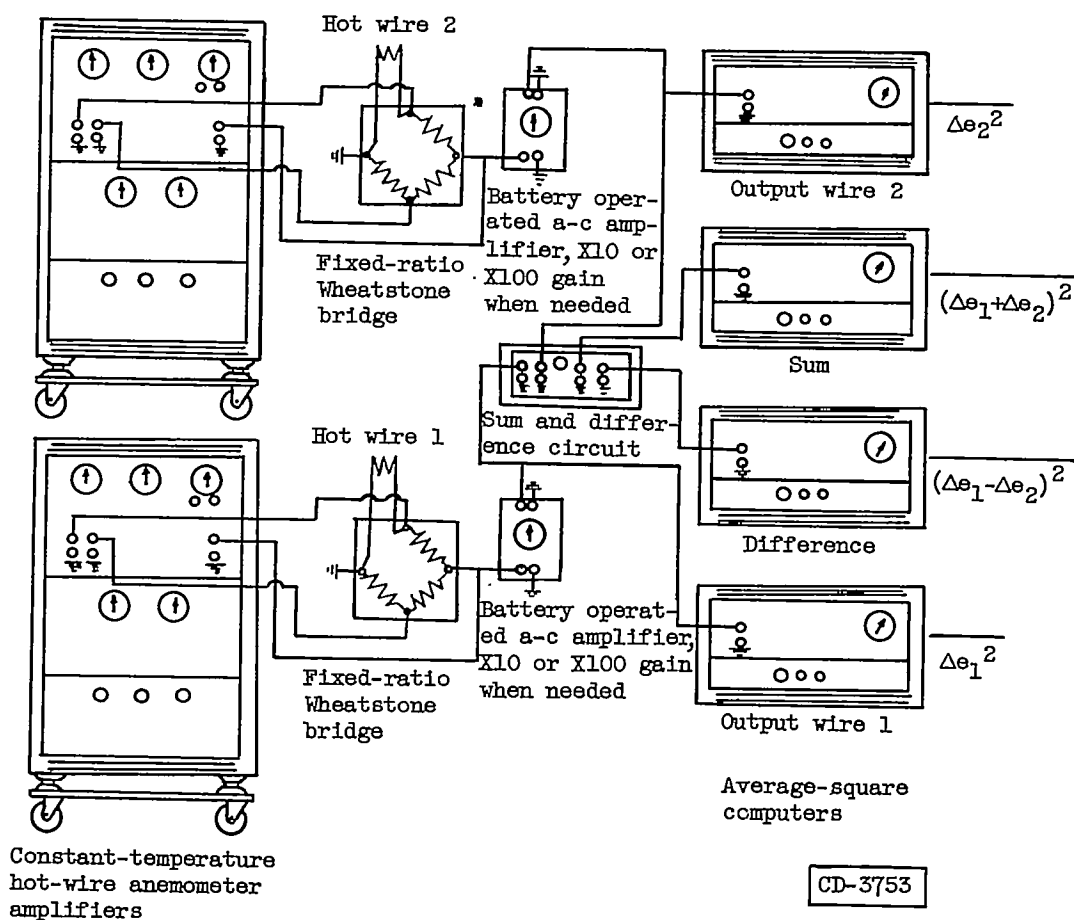 Hot wire 2
Battery oper-
ated a-c amp-
lifier, X10 or
X100 gain
when needed
Fixed-ratio
Wheatstone
bridge
Output wire 2
Δe₂²
Sum
(Δe₁+Δe₂)²
Sum and differ-
ence circuit
Hot wire 1
Battery operat-
ed a-c amplifier,
X10 or X100 gain
when needed
Fixed-ratio
Wheatstone
bridge
Difference
(Δe₁-Δe₂)²
Output wire 1
Δe₁²
Average-square
computers
Constant-temperature
hot-wire anemometer
amplifiers
CD-3753